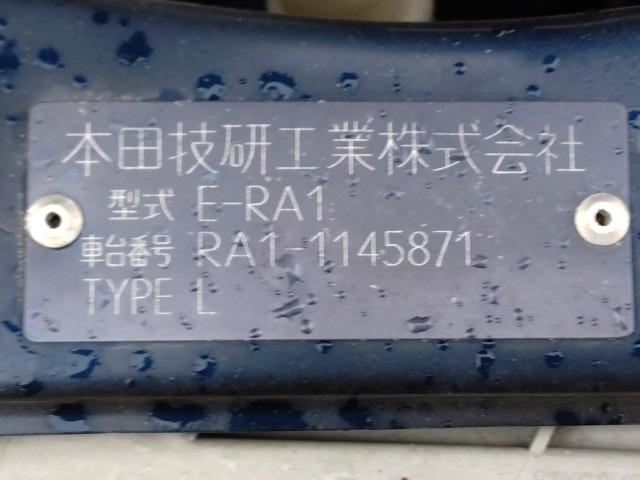 本田技研工業株式会社
型式 E-RA1
車台番号 RA1-1145871
TYPE L